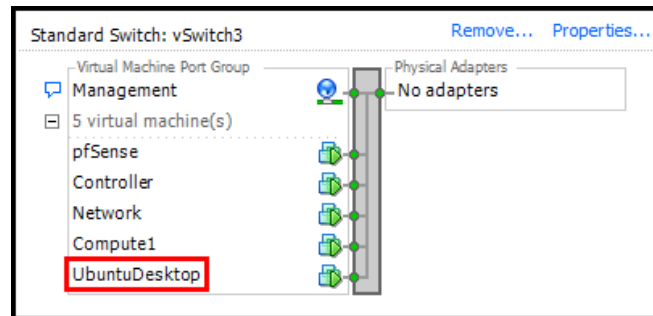 Standard Switch: vSwitch3 Remove... Properties...
Virtual Machine Port Group Physical Adapters
Management No adapters
5 virtual machine(s)
pfSense
Controller
Network
Compute1
UbuntuDesktop